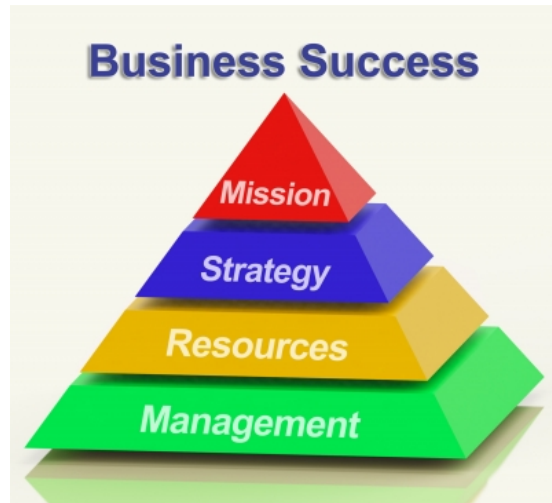 Business Success
Mission
Strategy
Resources
Management